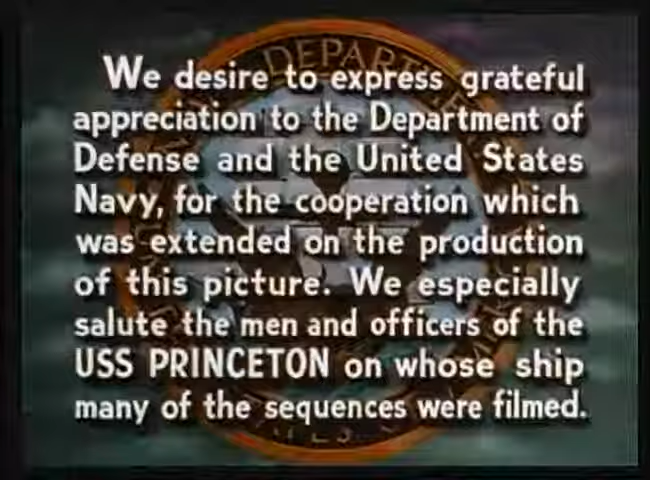 We desire to express grateful
appreciation to the Department of
Defense and the United States
Navy, for the cooperation which
was extended on the production
of this picture. We especially
salute the men and officers of the
USS PRINCETON on whose ship
many of the sequences were filmed.